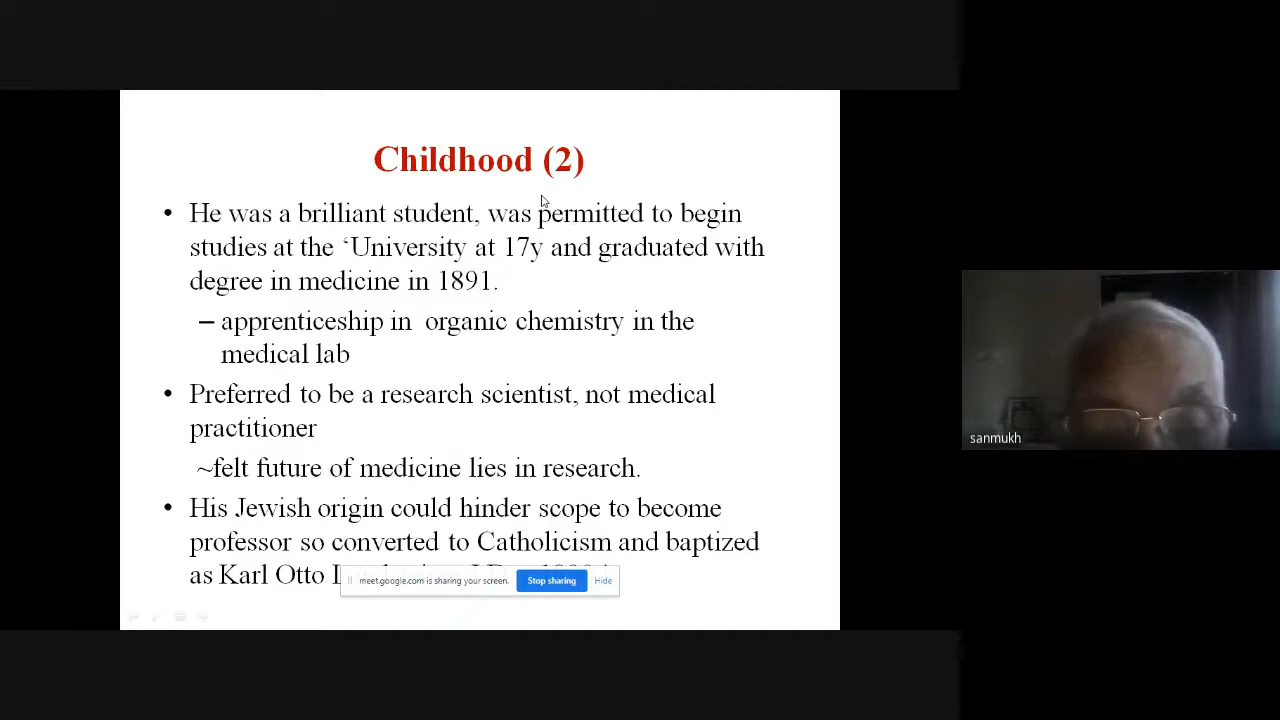 Childhood (2)
• He was a brilliant student, was permitted to begin
studies at the ‘University at 17y and graduated with
degree in medicine in 1891.
– apprenticeship in organic chemistry in the
medical lab
• Preferred to be a research scientist, not medical
practitioner
~felt future of medicine lies in research.
• His Jewish origin could hinder scope to become
professor so converted to Catholicism and baptized
as Karl Otto
meet.google.com is sharing your screen. Stop sharing Hide
sanmukh